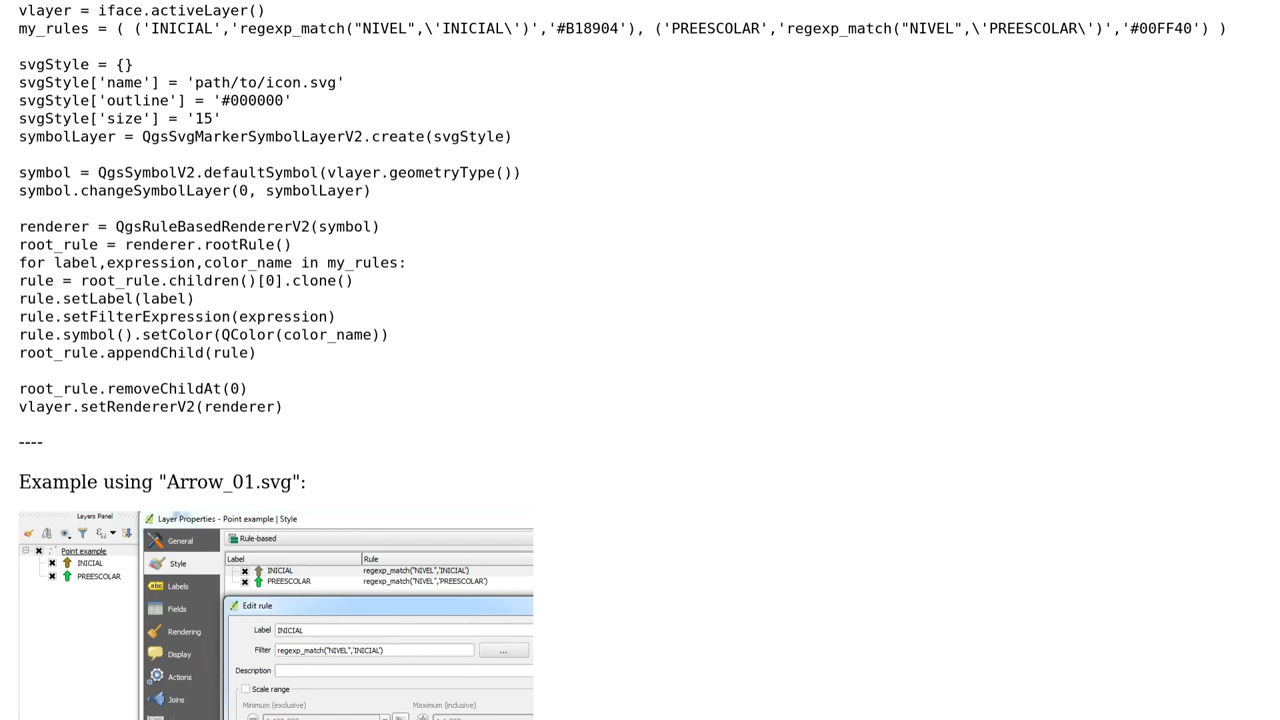 vlayer = iface.activeLayer()
my_rules = ( ('INICIAL','regexp_match("NIVEL",\'INICIAL\')','#B18904'), ('PREESCOLAR','regexp_match("NIVEL",\'PREESCOLAR\')','#00FF40') )
svgStyle = {}
svgStyle['name'] = 'path/to/icon.svg'
svgStyle['outline'] = '#000000'
svgStyle['size'] = '15'
symbolLayer = QgsSvgMarkerSymbolLayerV2.create(svgStyle)
symbol = QgsSymbolV2.defaultSymbol(vlayer.geometryType())
symbol.changeSymbolLayer(0, symbolLayer)
renderer = QgsRuleBasedRendererV2(symbol)
root_rule = renderer.rootRule()
for label,expression,color_name in my_rules:
rule = root_rule.children()[0].clone()
rule.setLabel(label)
rule.setFilterExpression(expression)
rule.symbol().setColor(QColor(color_name))
root_rule.appendChild(rule)
root_rule.removeChildAt(0)
vlayer.setRendererV2(renderer)
----
Example using "Arrow_01.svg":
Layers Panel
Point example
INICIAL
PREESCOLAR
Layer Properties - Point example | Style
General
Style
Labels
Fields
Rendering
Display
Actions
Joins
Rule-based
Label Rule
INICIAL regexp_match("NIVEL",'INICIAL')
PREESCOLAR regexp_match("NIVEL",'PREESCOLAR')
Edit rule
Label INICIAL
Filter regexp_match("NIVEL",'INICIAL') ...
Description
Scale range
Minimum (exclusive) Maximum (inclusive)